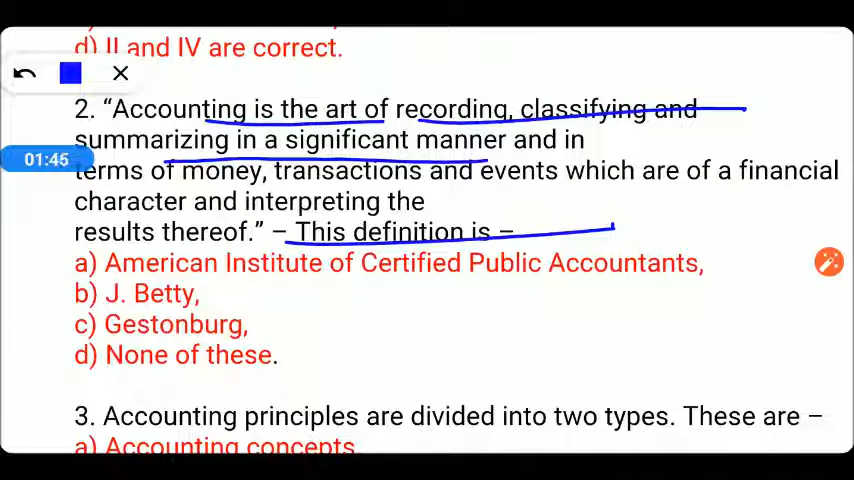 d) II and IV are correct.
2. “Accounting is the art of recording, classifying and
summarizing in a significant manner and in
01:45
terms of money, transactions and events which are of a financial
character and interpreting the
results thereof.” – This definition is –
a) American Institute of Certified Public Accountants,
b) J. Betty,
c) Gestonburg,
d) None of these.
3. Accounting principles are divided into two types. These are –
a) Accounting concepts